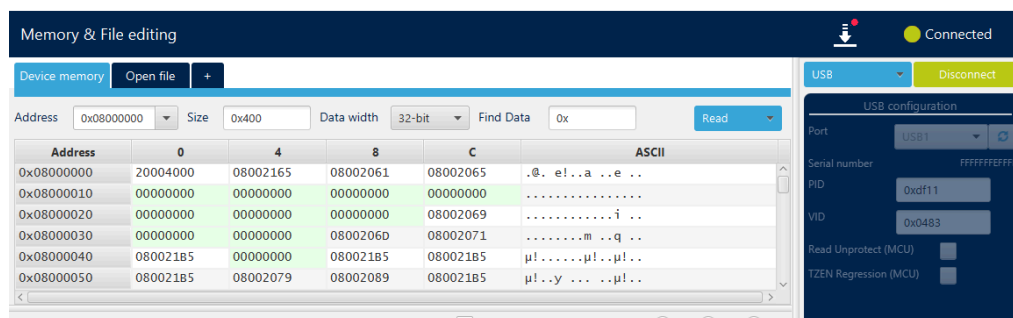 Memory & File editing
Connected
Device memory Open file +
USB Disconnect
Address 0x08000000 Size 0x400 Data width 32-bit Find Data 0x Read
USB configuration
Port USB1
Serial number FFFFFFFEFFF
PID 0xdf11
VID 0x0483
Read Unprotect (MCU)
TZEN Regression (MCU)
Address 0 4 8 C ASCII
0x08000000 20004000 08002165 08002061 08002065 .@. e!..a ..e ..
0x08000010 00000000 00000000 00000000 00000000 ................
0x08000020 00000000 00000000 00000000 08002069 ............i ..
0x08000030 00000000 00000000 0800206D 08002071 ........m ..q ..
0x08000040 080021B5 00000000 080021B5 080021B5 µ!......µ!..µ!..
0x08000050 080021B5 08002079 08002089 080021B5 µ!..y ... ..µ!..